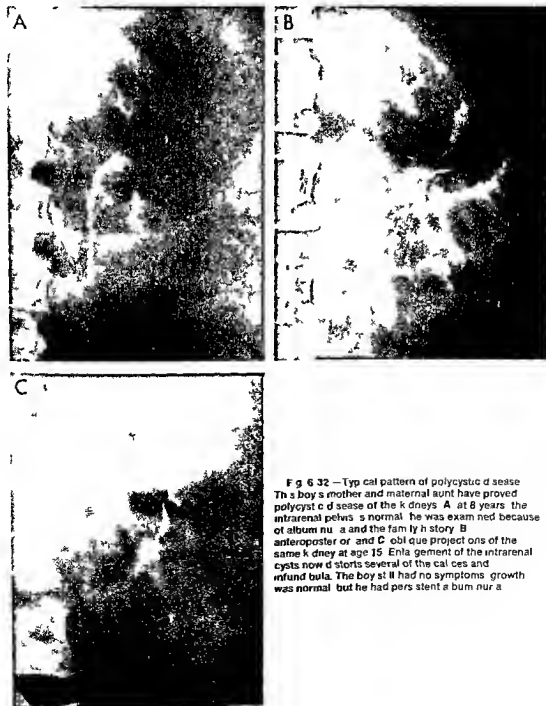 A
B
C
F g 6 32 —Typ cal pattern of polycystic d sease
Th s boy s mother and maternal aunt have proved
polycyst c d sease of the k dneys A at 8 years the
intrarenal pelvis s normal he was exam ned because
of album nu a and the fam ly h story B
anteroposter or and C obl que project ons of the
same k dney at age 15 Enla gement of the intrarenal
cysts now d storts several of the cal ces and
infund bula. The boy st ll had no symptoms growth
was normal but he had pers stent a bum nur a